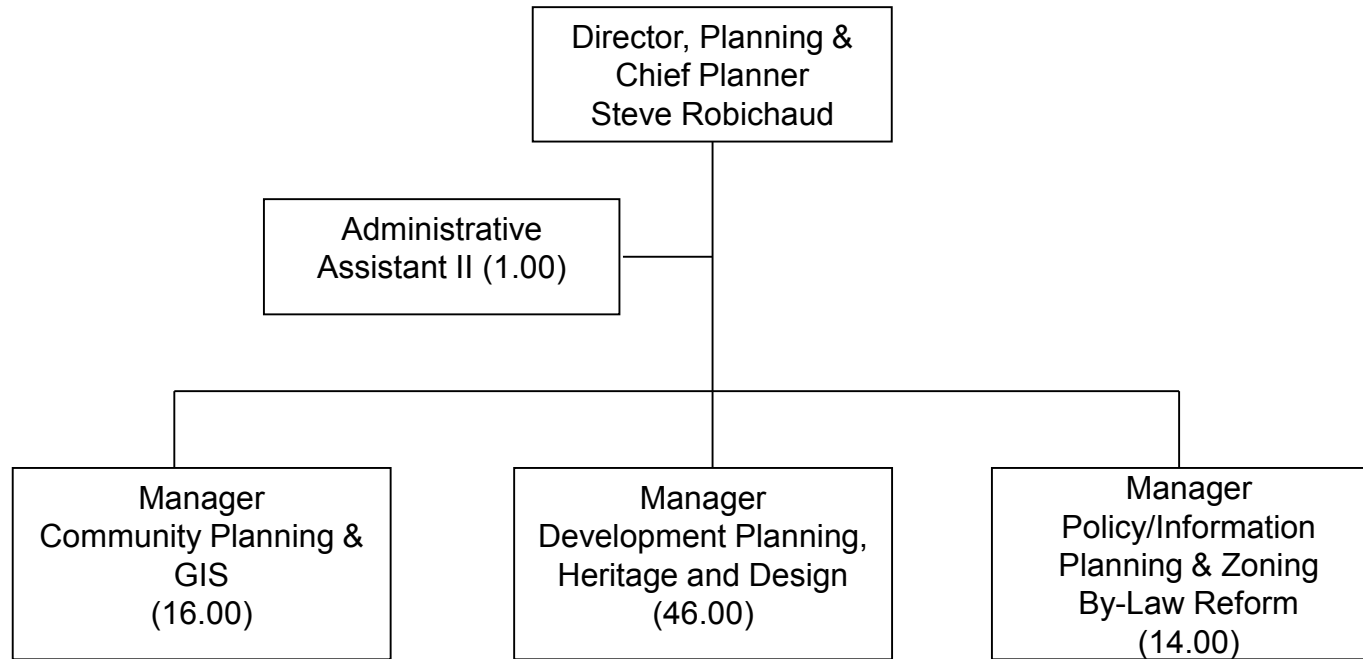 Director, Planning &
Chief Planner
Steve Robichaud
Administrative
Assistant II (1.00)
Manager
Community Planning &
GIS
(16.00)
Manager
Development Planning,
Heritage and Design
(46.00)
Manager
Policy/Information
Planning & Zoning
By-Law Reform
(14.00)